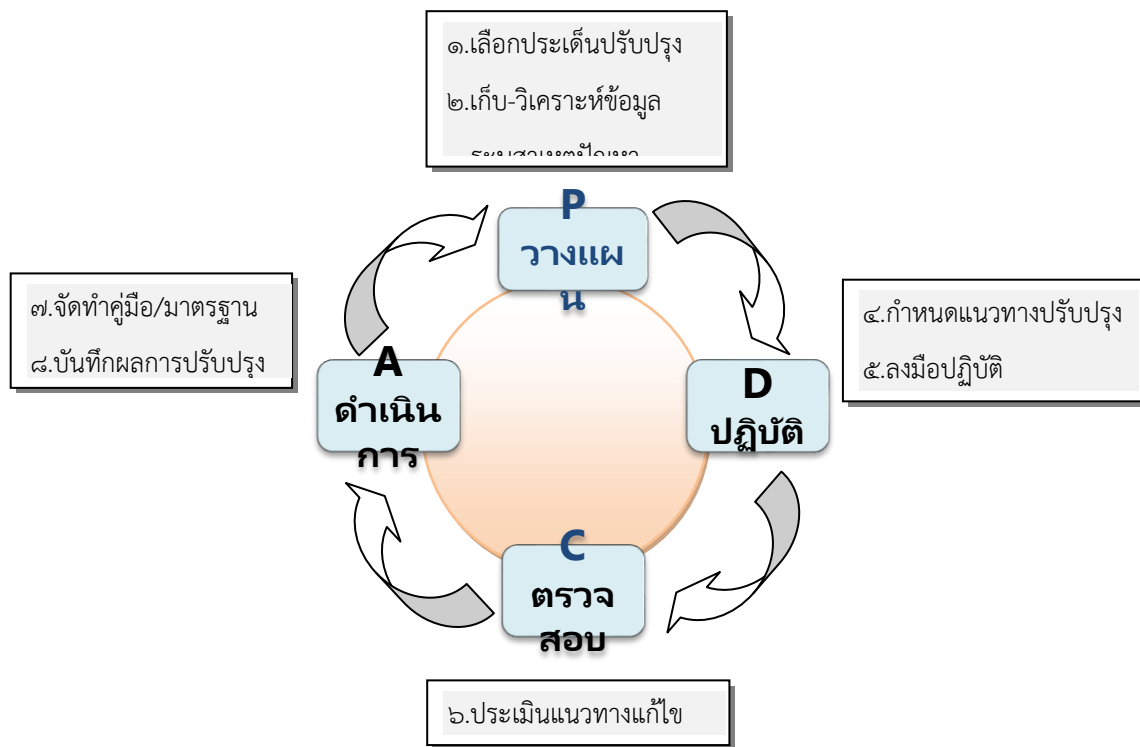 ๑.เลือกประเด็นปรับปรุง
๒.เก็บ-วิเคราะห์ข้อมูล
P
วางแผ
น
๗.จัดทำคู่มือ/มาตรฐาน
๘.บันทึกผลการปรับปรุง
๔.กำหนดแนวทางปรับปรุง
๕.ลงมือปฏิบัติ
A
ดำเนิน
การ
D
ปฏิบัติ
C
ตรวจ
สอบ
๖.ประเมินแนวทางแก้ไข